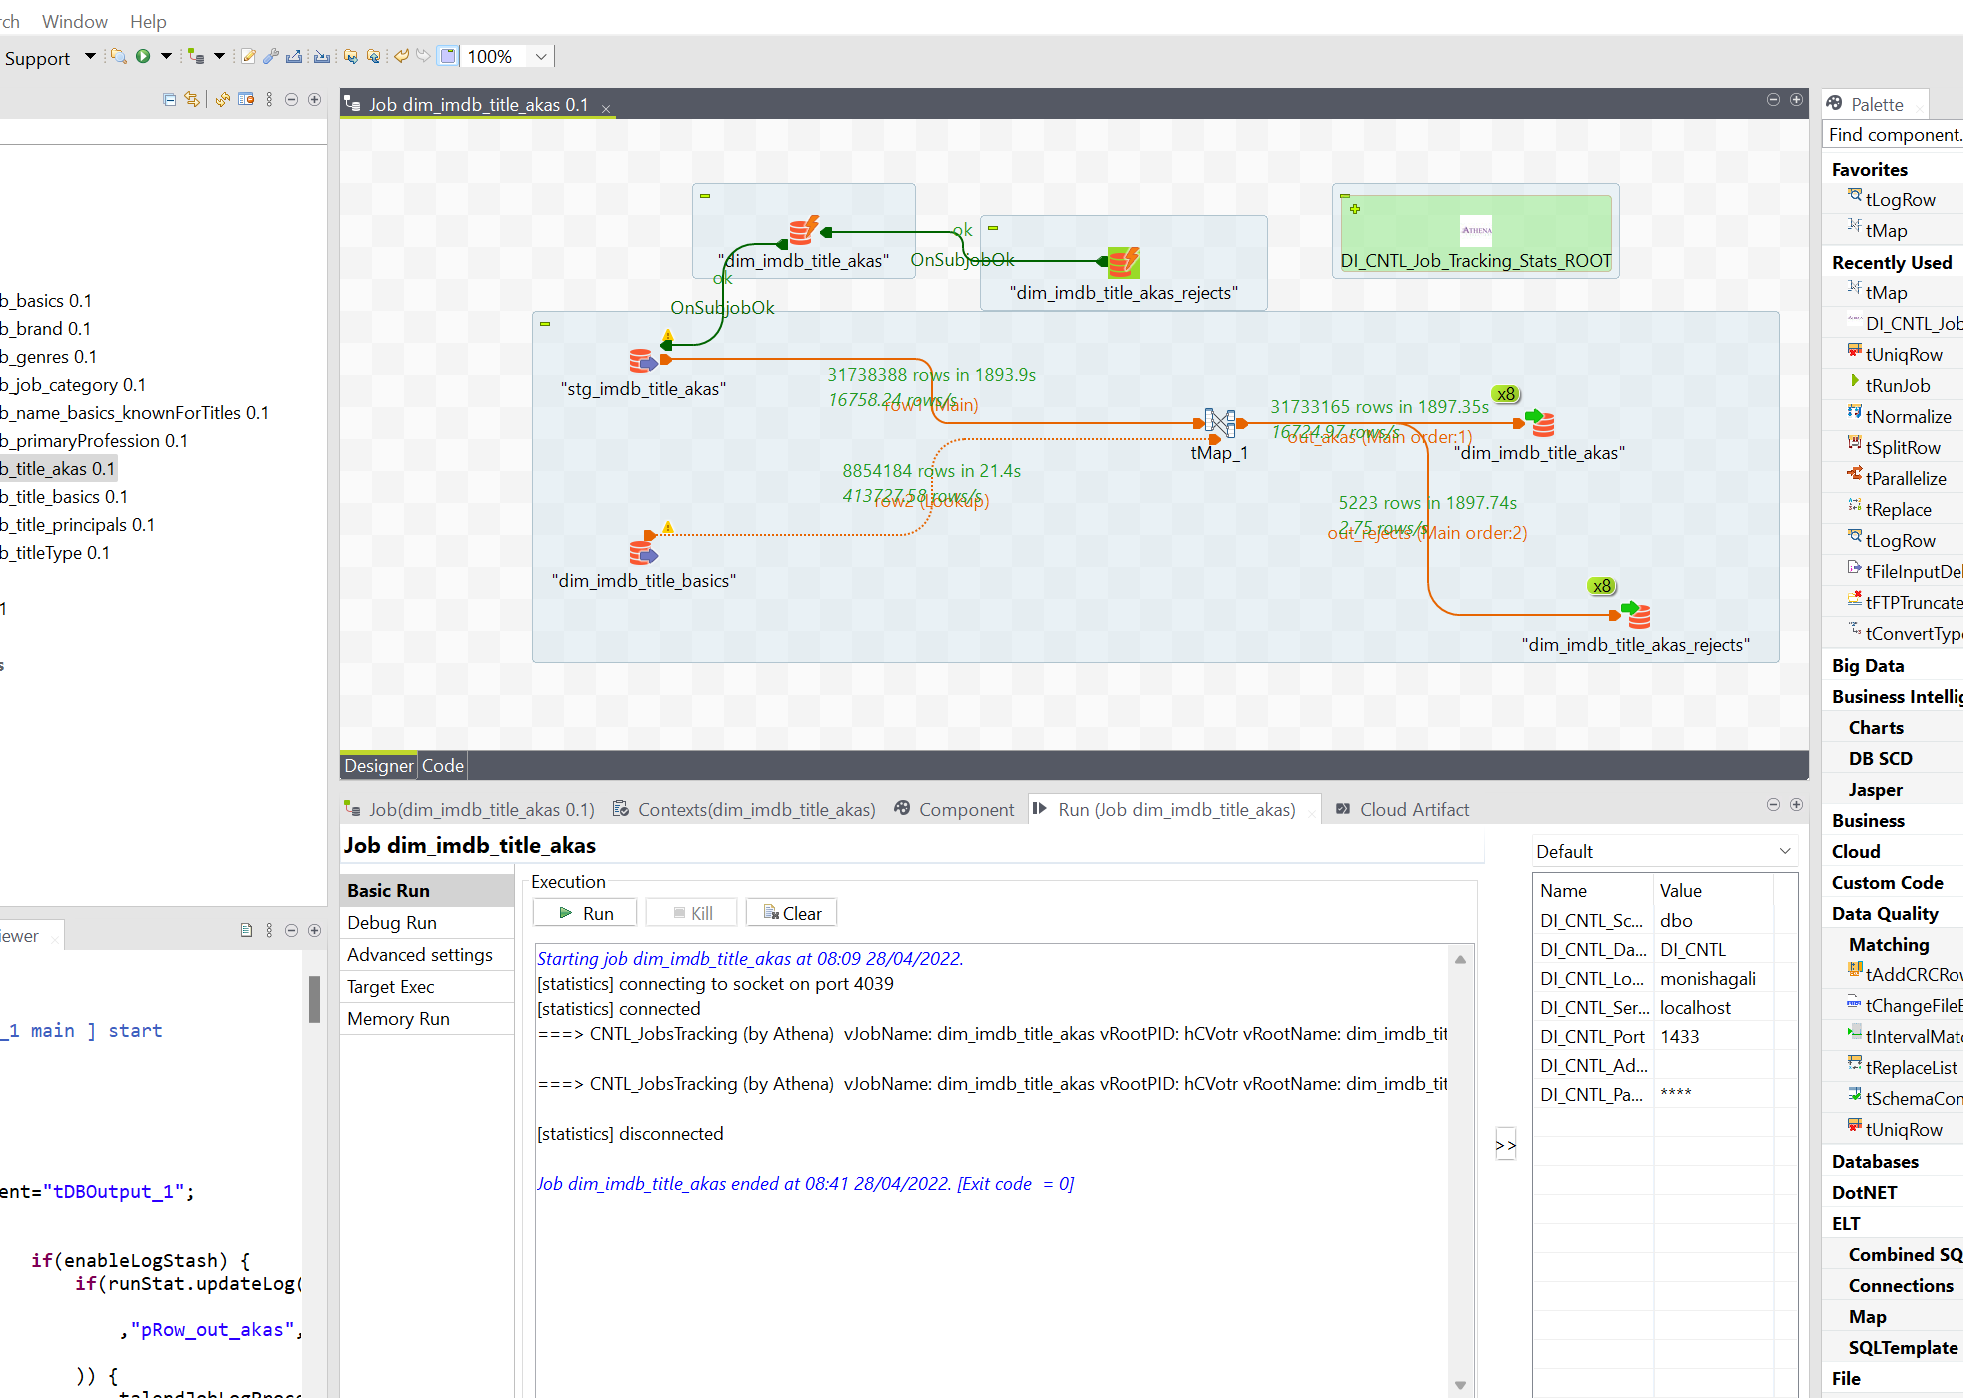 rch Window Help
Support 100%
Job dim_imdb_title_akas 0.1
Palette
Find component.
Favorites
tLogRow
tMap
Recently Used
tMap
DI_CNTL_Job
tUniqRow
tRunJob
tNormalize
tSplitRow
tParallelize
tReplace
tLogRow
tFileInputDel
tFTPTruncate
tConvertType
Big Data
Business Intellig
Charts
DB SCD
Jasper
Business
Cloud
Custom Code
Data Quality
Matching
tAddCRCRow
tChangeFileE
tIntervalMatc
tReplaceList
tSchemaCon
tUniqRow
Databases
DotNET
ELT
Combined SQ
Connections
Map
SQLTemplate
File
b_basics 0.1
b_brand 0.1
b_genres 0.1
b_job_category 0.1
b_name_basics_knownForTitles 0.1
b_primaryProfession 0.1
b_title_akas 0.1
b_title_basics 0.1
b_title_principals 0.1
b_titleType 0.1
1
s
"dim_imdb_title_akas"
ok
OnSubjobOk
"dim_imdb_title_akas_rejects"
ATHENA
DI_CNTL_Job_Tracking_Stats_ROOT
ok
OnSubjobOk
"stg_imdb_title_akas"
31738388 rows in 1893.9s
16758.24 rows/s
row1 (Main)
8854184 rows in 21.4s
413727.58 rows/s
row2 (Lookup)
"dim_imdb_title_basics"
tMap_1
31733165 rows in 1897.35s
16724.97 rows/s
out_akas (Main order:1)
x8
"dim_imdb_title_akas"
5223 rows in 1897.74s
2.75 rows/s
out_rejects (Main order:2)
x8
"dim_imdb_title_akas_rejects"
Designer Code
Job(dim_imdb_title_akas 0.1) Contexts(dim_imdb_title_akas) Component Run (Job dim_imdb_title_akas) Cloud Artifact
Job dim_imdb_title_akas
Basic Run
Debug Run
Advanced settings
Target Exec
Memory Run
Execution
Run Kill Clear
Starting job dim_imdb_title_akas at 08:09 28/04/2022.
[statistics] connecting to socket on port 4039
[statistics] connected
===> CNTL_JobsTracking (by Athena)  vJobName: dim_imdb_title_akas vRootPID: hCVotr vRootName: dim_imdb_tit
===> CNTL_JobsTracking (by Athena)  vJobName: dim_imdb_title_akas vRootPID: hCVotr vRootName: dim_imdb_tit
[statistics] disconnected
Job dim_imdb_title_akas ended at 08:41 28/04/2022. [Exit code  = 0]
>>
Default
Name Value
DI_CNTL_Sc... dbo
DI_CNTL_Da... DI_CNTL
DI_CNTL_Lo... monishagali
DI_CNTL_Ser... localhost
DI_CNTL_Port 1433
DI_CNTL_Ad...
DI_CNTL_Pa... ****
iewer
_1 main ] start
ent="tDBOutput_1";
if(enableLogStash) {
if(runStat.updateLog(
,"pRow_out_akas",
)) {
talendJobLogProce